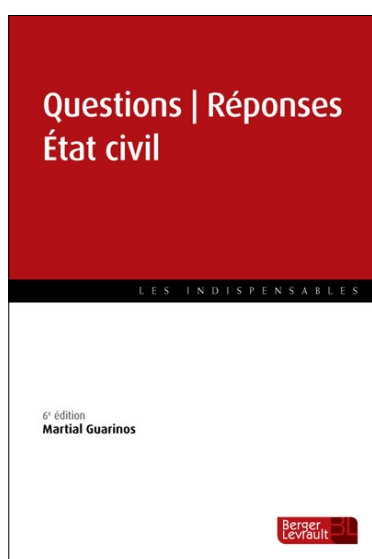 Questions | Réponses
État civil
LES INDISPENSABLES
6e édition
Martial Guarinos
Berger
Levrault BL